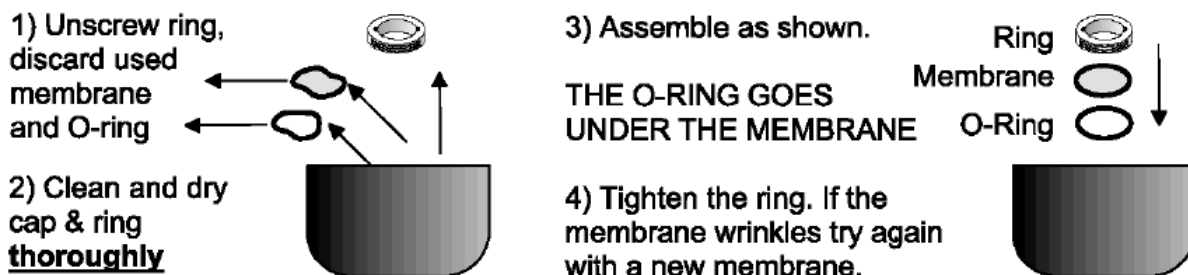 1) Unscrew ring,
discard used
membrane
and O-ring
2) Clean and dry
cap & ring
thoroughly
3) Assemble as shown.
THE O-RING GOES
UNDER THE MEMBRANE
Ring
Membrane
O-Ring
4) Tighten the ring. If the
membrane wrinkles try again
with a new membrane.